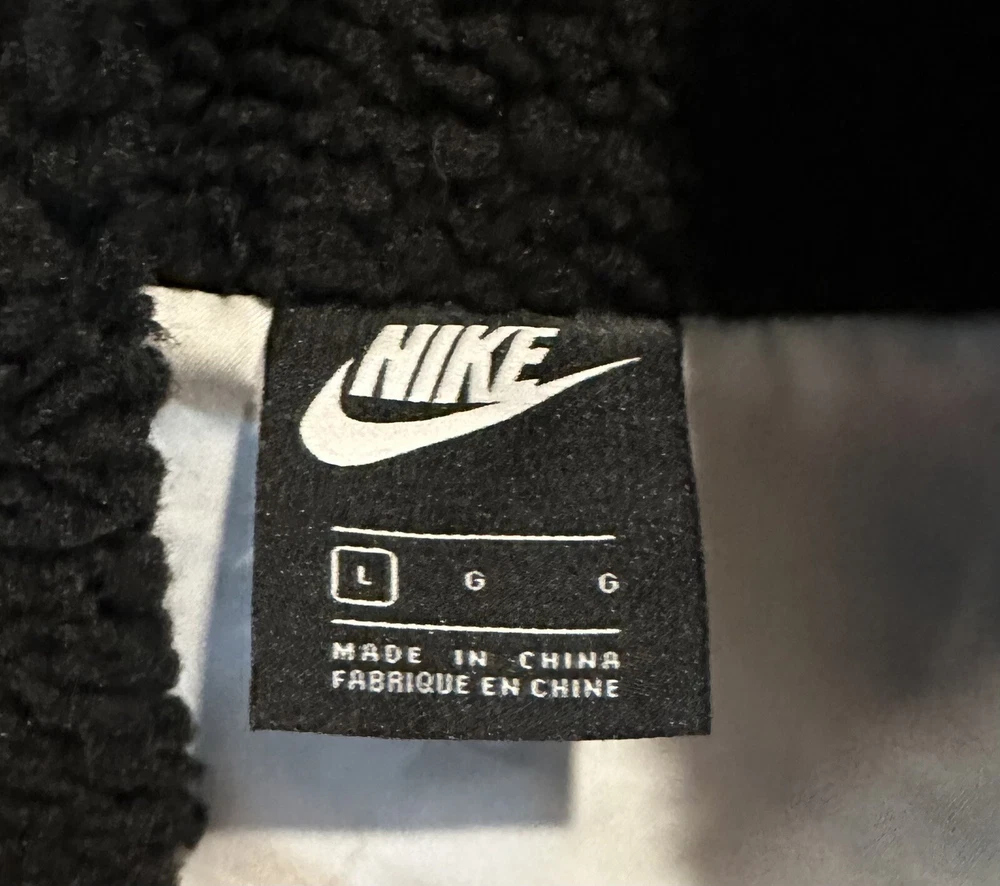 NIKE
L G G
MADE IN CHINA
FABRIQUE EN CHINE